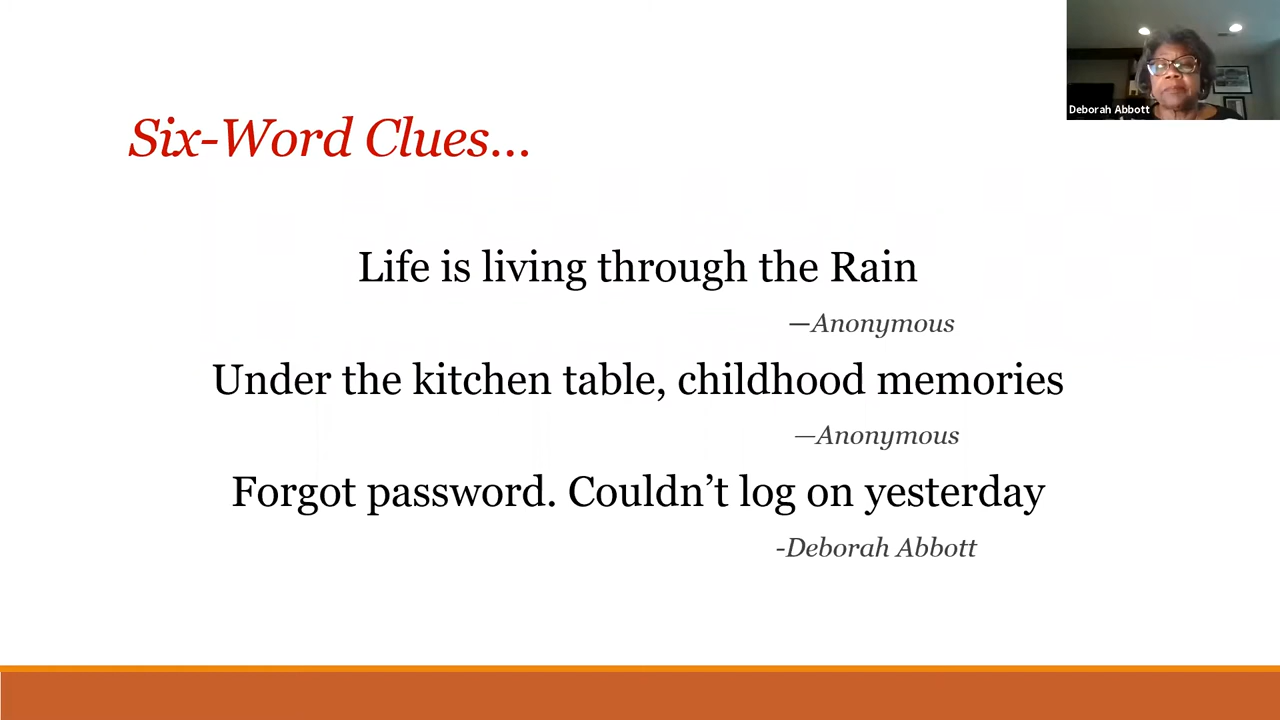 Deborah Abbott
Six-Word Clues...
Life is living through the Rain
—Anonymous
Under the kitchen table, childhood memories
—Anonymous
Forgot password. Couldn’t log on yesterday
-Deborah Abbott